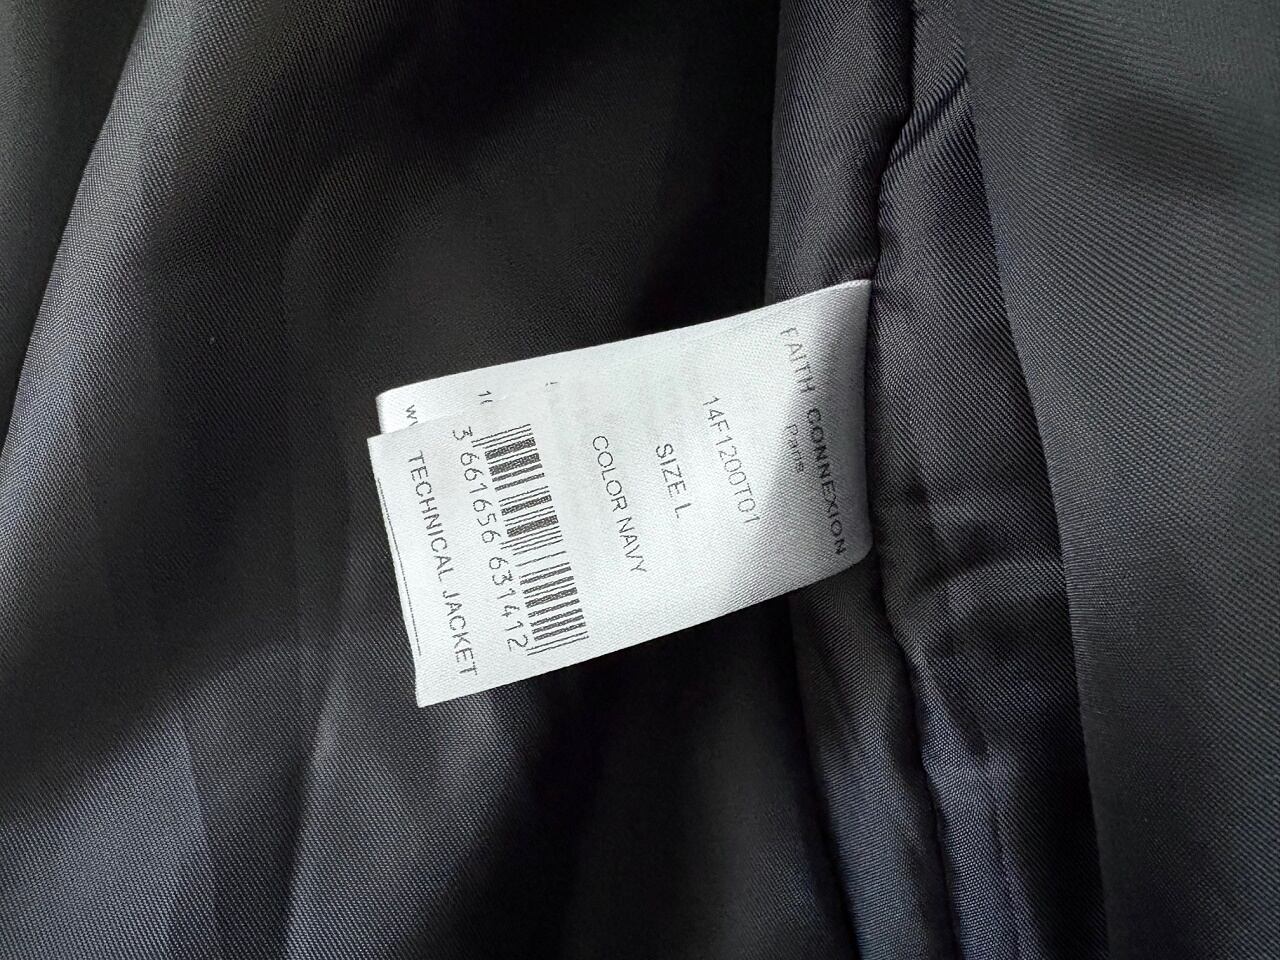 FAITH CONNEXION
Paris
14F1200T01
SIZE L
COLOR NAVY
3 661656 631412
TECHNICAL JACKET